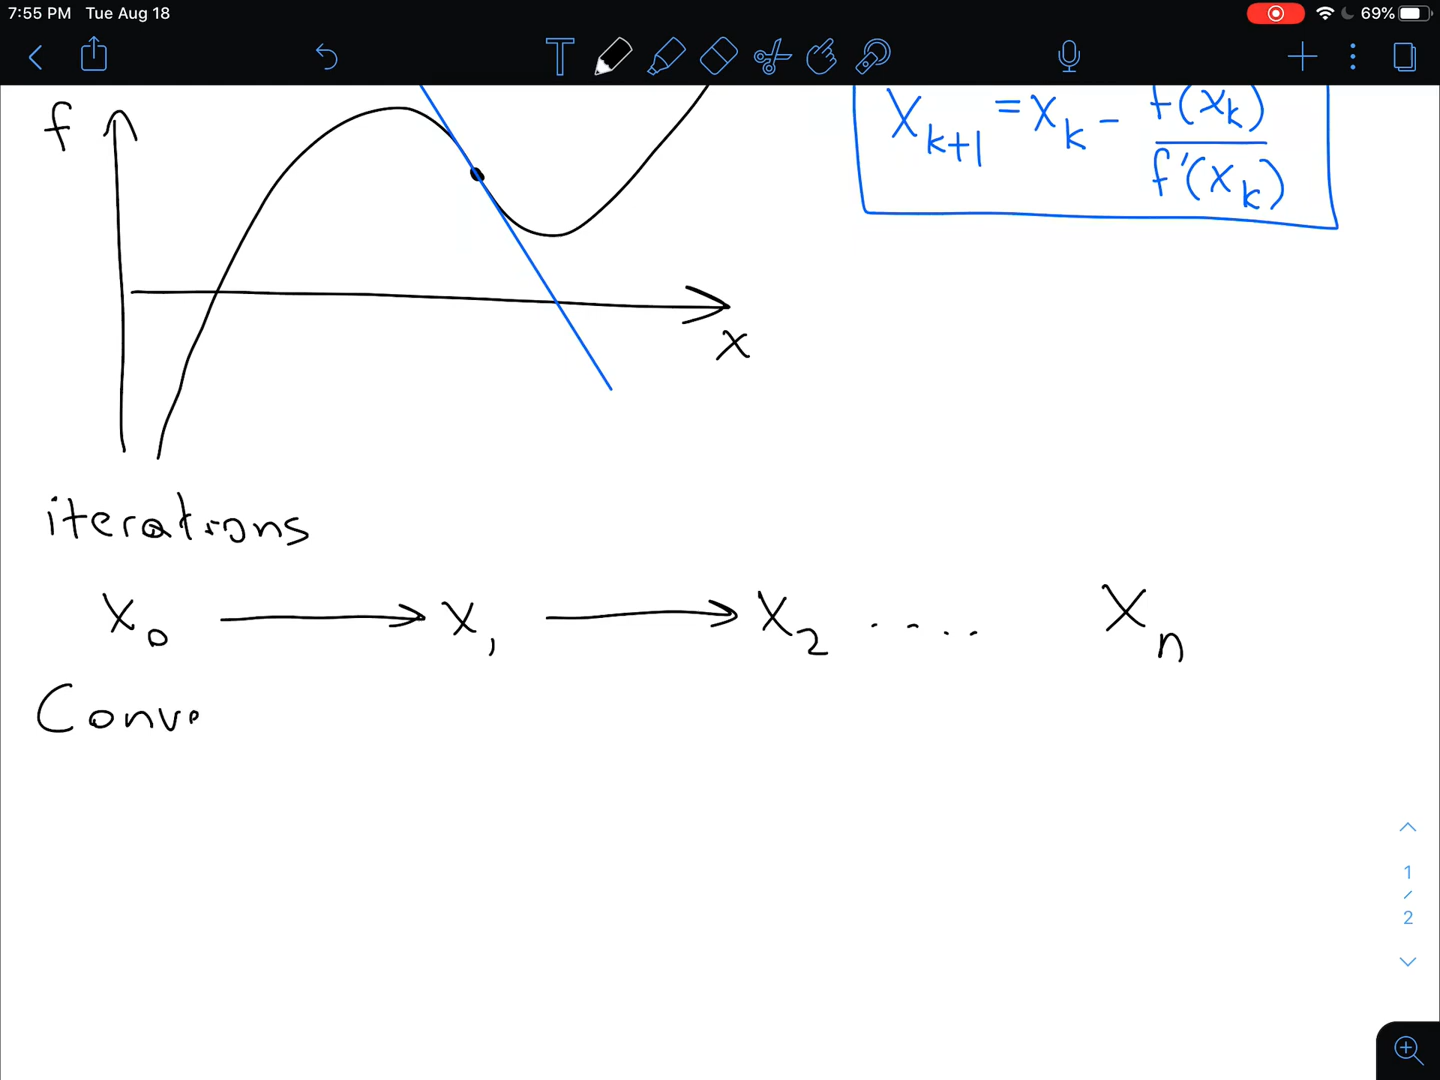 7:55 PM Tue Aug 18
69%
T
f
X_{k+1} = X_k - \frac{f(X_k)}{f'(X_k)}
x
iterations
X_0 → X_1 → X_2 .... X_n
Conv
1
/
2